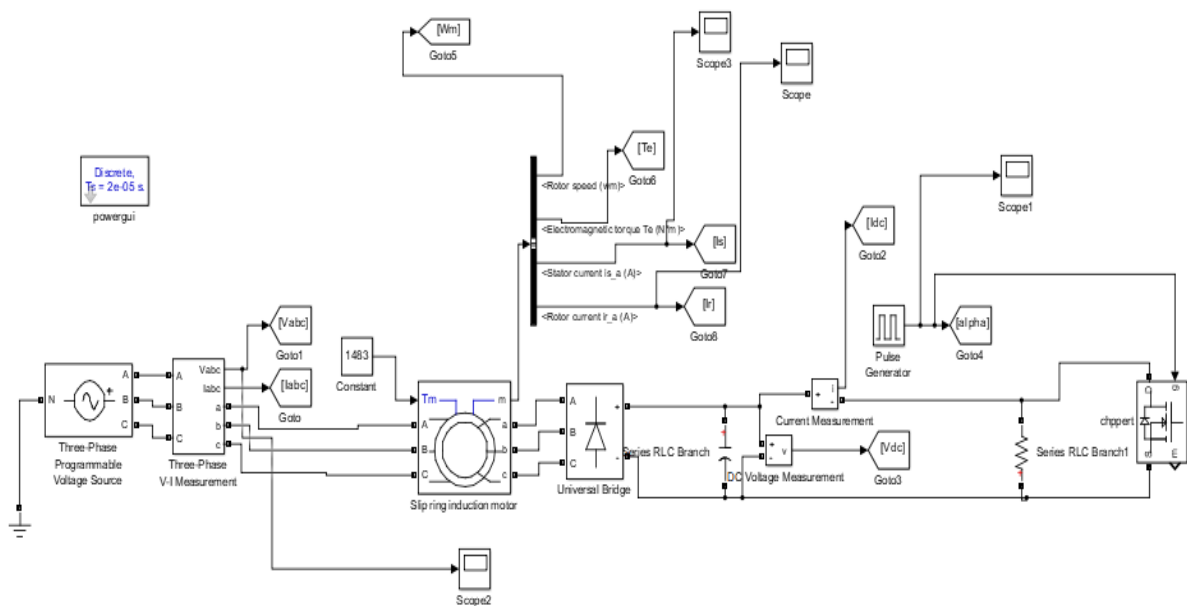 [Wm]
Goto5
Scope3
Scope
[Te]
Goto6
Discrete,
Ts = 2e-05 s.
powergui
<Rotor speed (wm)>
Scope1
<Electromagnetic torque Te (N*m)>
[Is]
Goto7
<Stator current is_a (A)>
[Idc]
Goto2
<Rotor current ir_a (A)>
[Ir]
Goto8
[Vabc]
Goto1
Pulse
Generator
[alpha]
Goto4
1483
Constant
[Iabc]
Goto
N
A
B
C
Three-Phase
Programmable
Voltage Source
A
B
C
Vabc
Iabc
a
b
c
Three-Phase
V-I Measurement
Tm
m
A
B
C
a
b
c
Slip ring induction motor
A
B
C
+
-
Universal Bridge
Series RLC Branch
+
-
i
Current Measurement
+
-
v
DC Voltage Measurement
[Vdc]
Goto3
Series RLC Branch1
chppert
D
g
S
m
Scope2